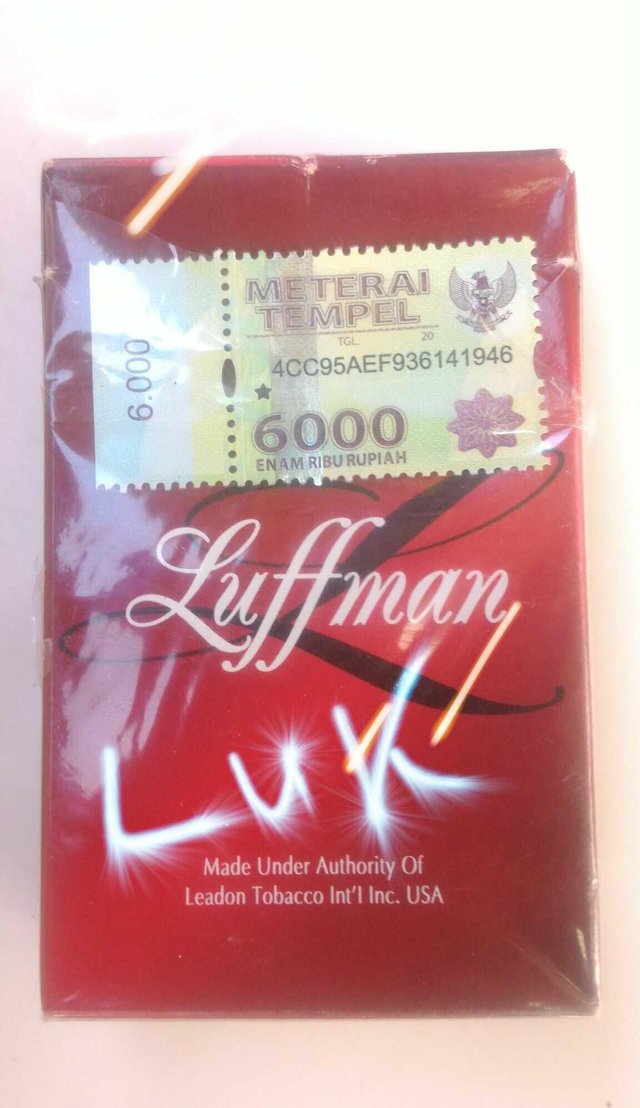 METERAI
TEMPEL
TGL. 20
4CC95AEF936141946
6.000
6000
ENAM RIBU RUPIAH
L
Luffman
LUK
Made Under Authority Of
Leadon Tobacco Int'l Inc. USA